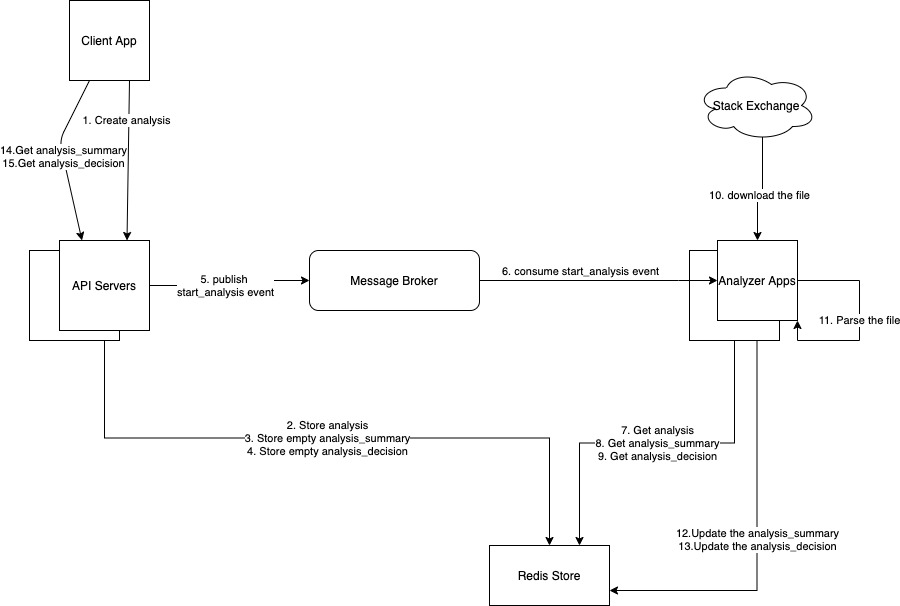 Client App
1. Create analysis
14.Get analysis_summary
15.Get analysis_decision
Stack Exchange
10. download the file
API Servers
5. publish
start_analysis event
Message Broker
6. consume start_analysis event
Analyzer Apps
11. Parse the file
2. Store analysis
3. Store empty analysis_summary
4. Store empty analysis_decision
7. Get analysis
8. Get analysis_summary
9. Get analysis_decision
12.Update the analysis_summary
13.Update the analysis_decision
Redis Store